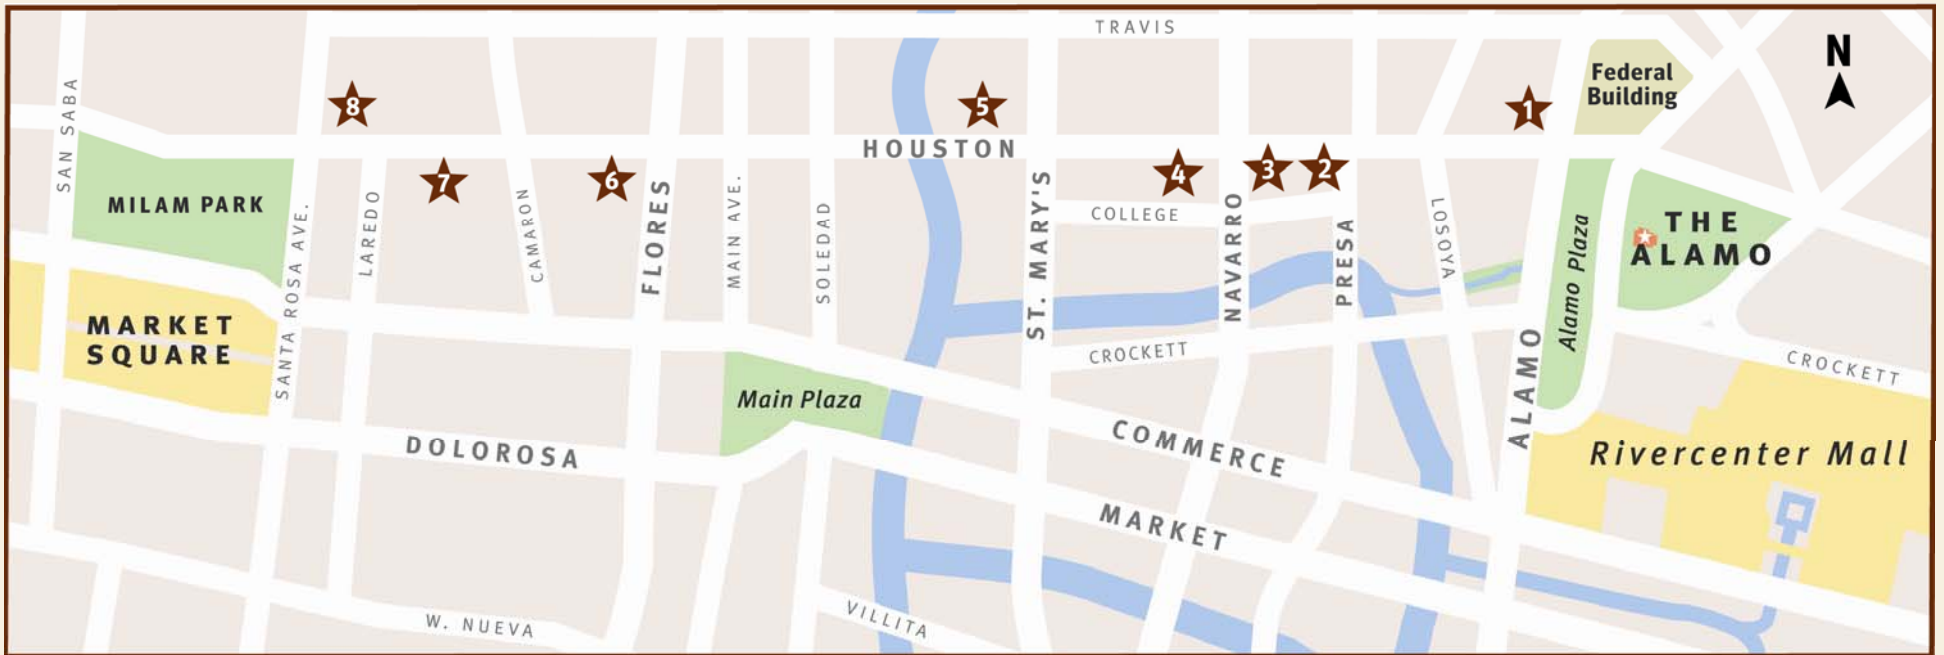 TRAVIS
N
SAN SABA
Federal
Building
8
5
1
HOUSTON
7
6
4
3
2
MILAM PARK
SANTA ROSA AVE.
LAREDO
CAMARON
FLORES
MAIN AVE.
SOLEDAD
ST. MARY'S
COLLEGE
NAVARRO
PRESA
LOSOYA
Alamo Plaza
THE
ALAMO
MARKET
SQUARE
CROCKETT
ALAMO
CROCKETT
Main Plaza
DOLOROSA
COMMERCE
Rivercenter Mall
MARKET
W. NUEVA
VILLITA